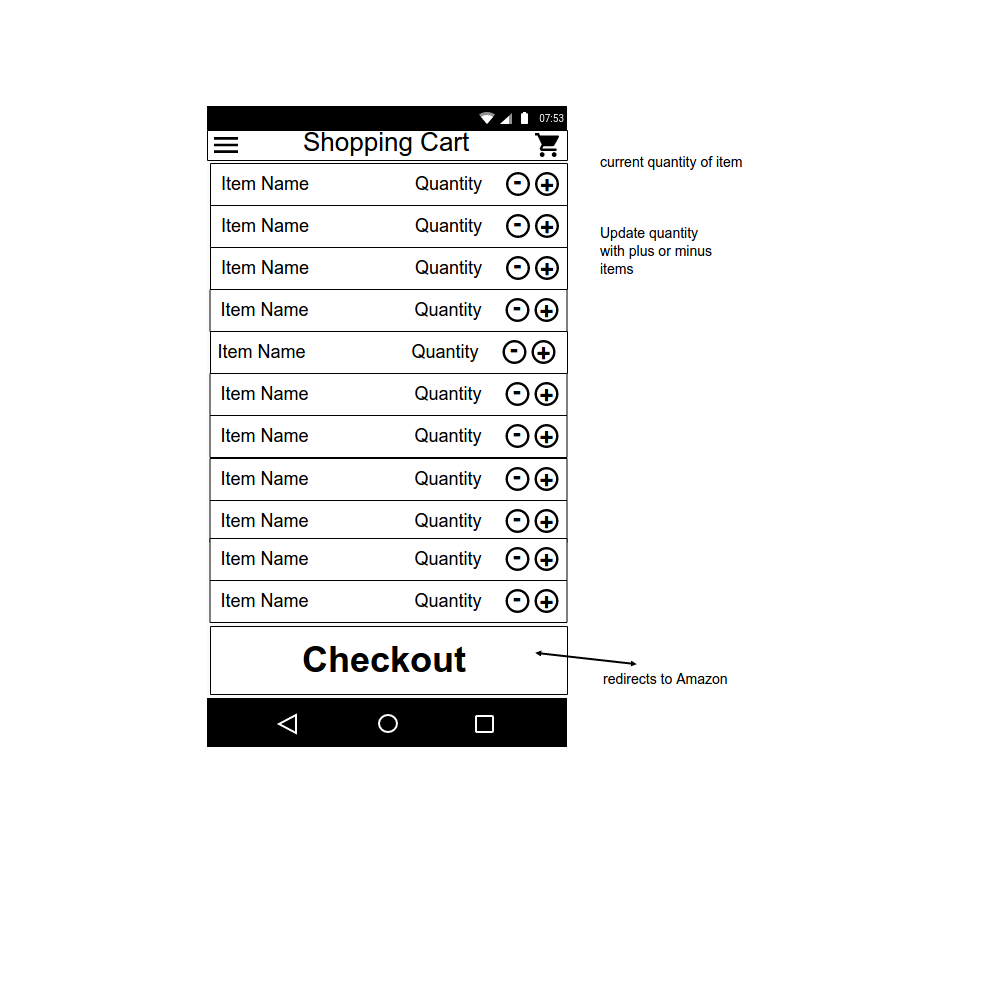 07:53
Shopping Cart
current quantity of item
Item Name Quantity - +
Item Name Quantity - +
Update quantity
with plus or minus
items
Item Name Quantity - +
Item Name Quantity - +
Item Name Quantity - +
Item Name Quantity - +
Item Name Quantity - +
Item Name Quantity - +
Item Name Quantity - +
Item Name Quantity - +
Item Name Quantity - +
Checkout
redirects to Amazon